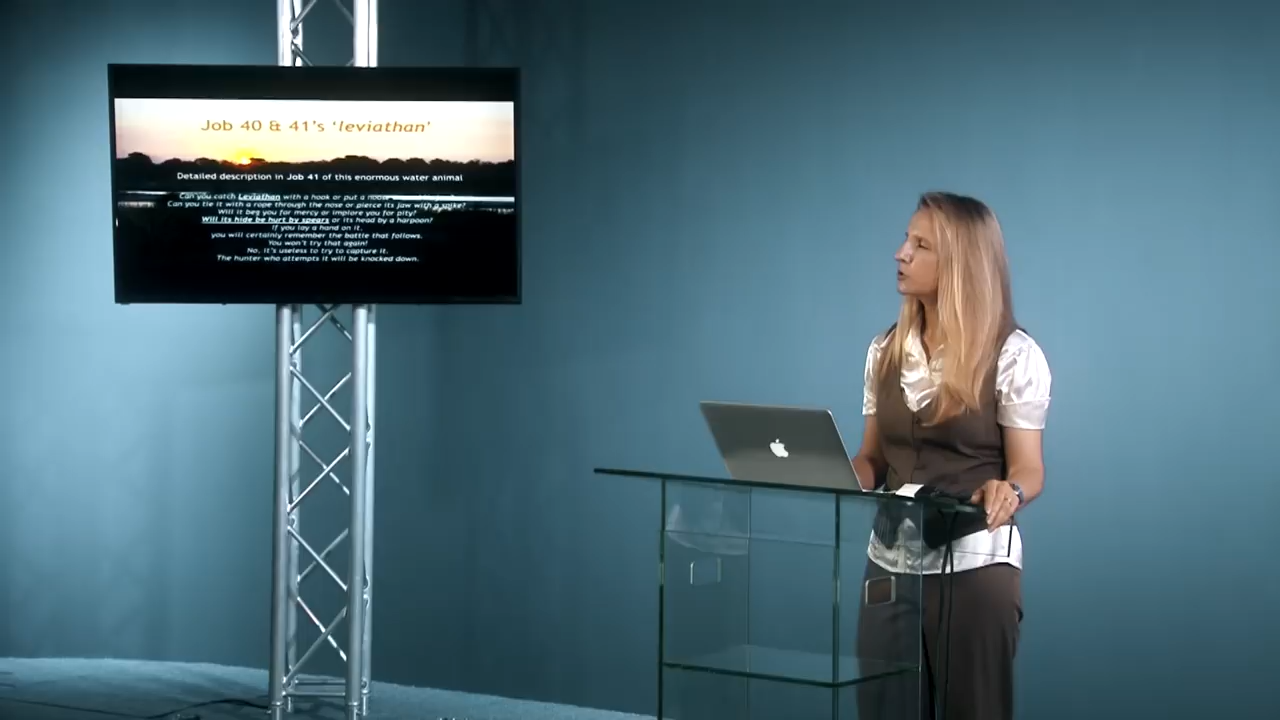 Job 40 & 41's 'leviathan'
Detailed description in Job 41 of this enormous water animal
Can you catch Leviathan with a hook or put a noose
Can you tie it with a rope through the nose or pierce its jaw with a spike?
Will it beg you for mercy or implore you for pity?
Will its hide be hurt by spears or its head by a harpoon?
If you lay a hand on it,
you will certainly remember the battle that follows.
You won't try that again!
No, it's useless to try to capture it.
The hunter who attempts it will be knocked down.